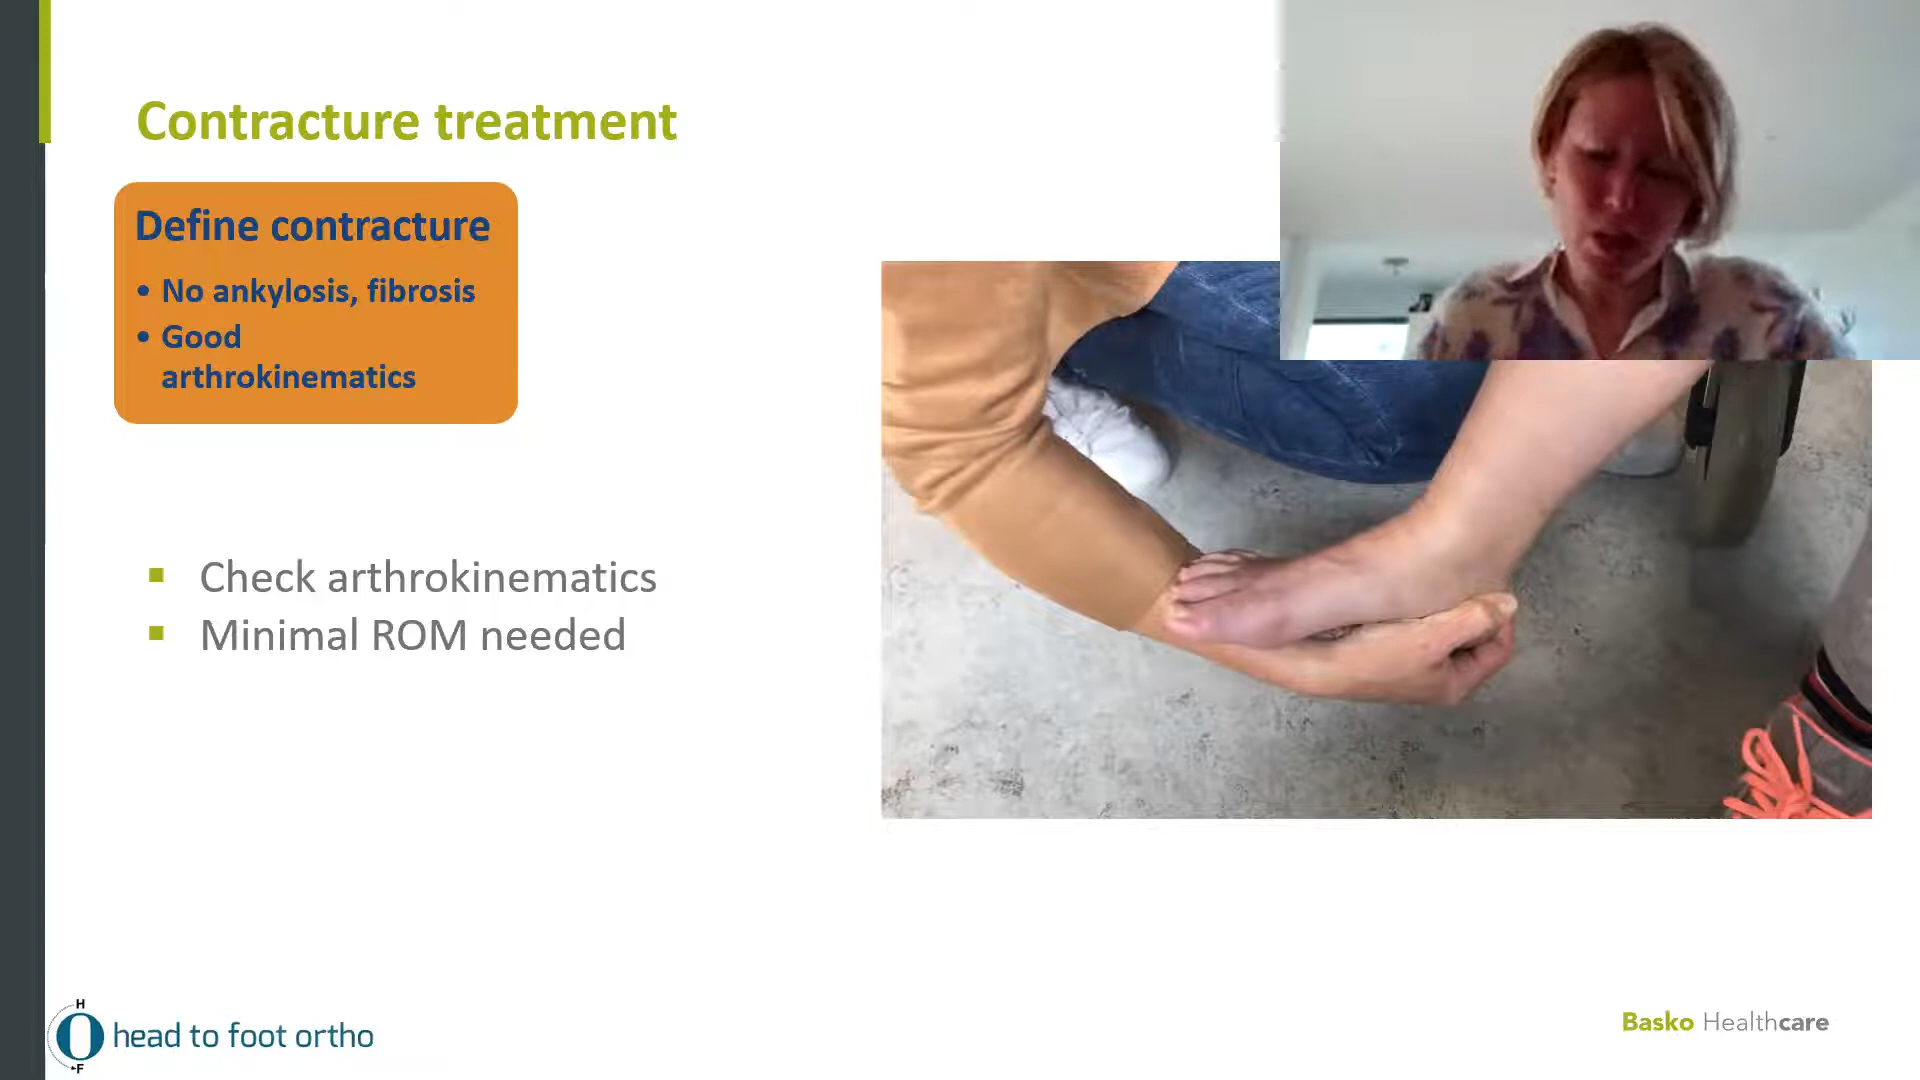 Contracture treatment
Define contracture
• No ankylosis, fibrosis
• Good
arthrokinematics
▪ Check arthrokinematics
▪ Minimal ROM needed
H
F
head to foot ortho
Basko Healthcare